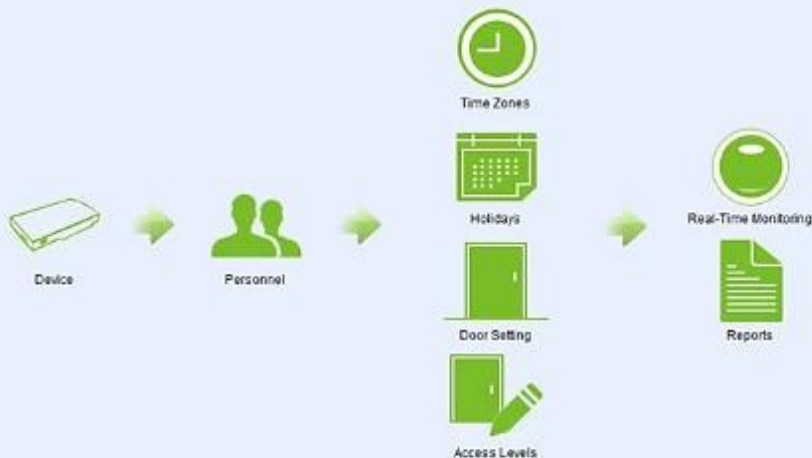 Time Zones
Holidays
Real-Time Monitoring
Device
Personnel
Door Setting
Reports
Access Levels